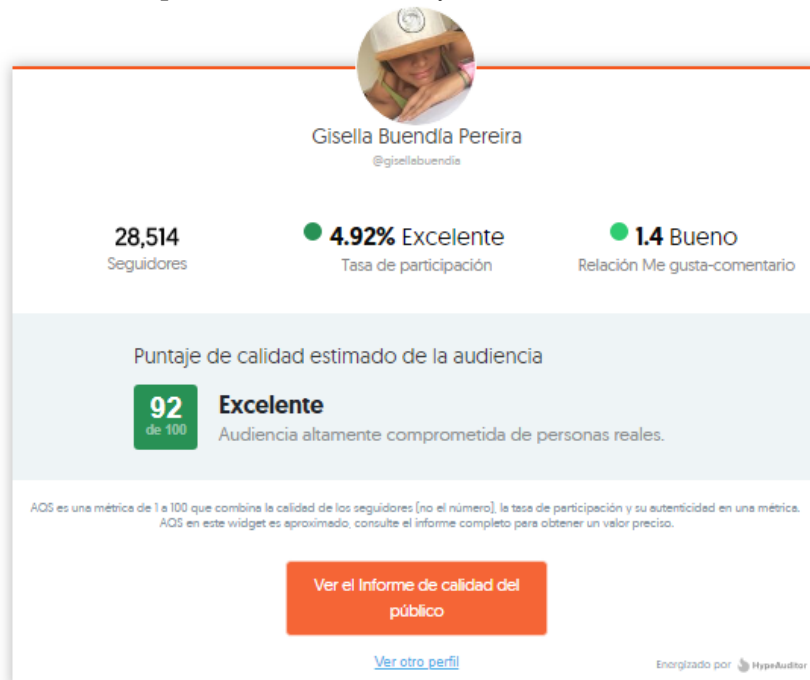 Gisella Buendía Pereira
@gisellabuendia
28,514
Seguidores
4.92% Excelente
Tasa de participación
1.4 Bueno
Relación Me gusta-comentario
Puntaje de calidad estimado de la audiencia
92
de 100
Excelente
Audiencia altamente comprometida de personas reales.
AQS es una métrica de 1 a 100 que combina la calidad de los seguidores (no el número), la tasa de participación y su autenticidad en una métrica.
AQS en este widget es aproximado, consulte el informe completo para obtener un valor preciso.
Ver el Informe de calidad del
público
Ver otro perfil
Energizado por HypeAuditor